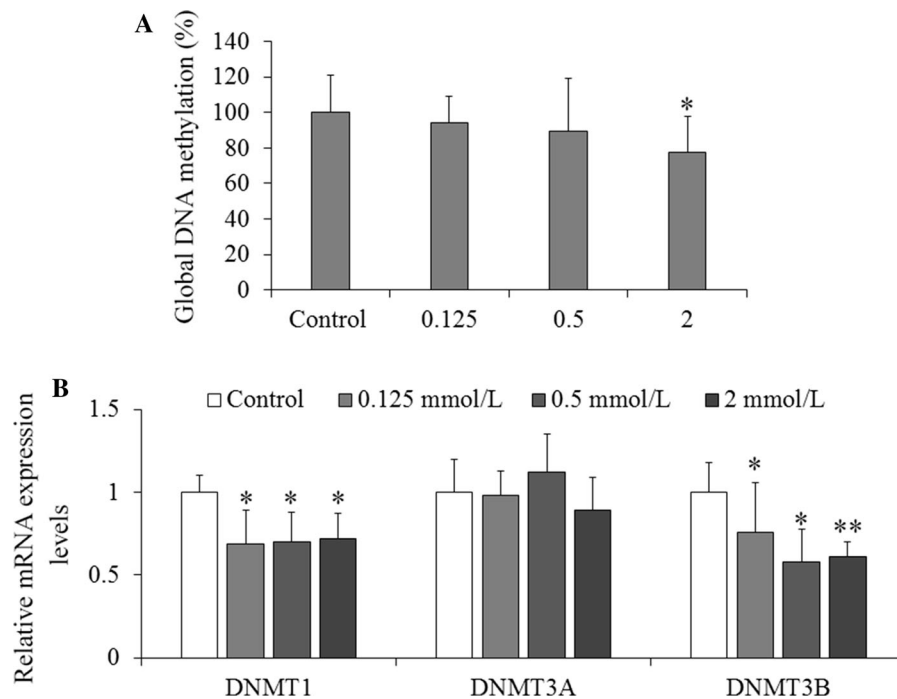 A
Global DNA methylation (%)
140
120
100
80
60
40
20
0
*
Control 0.125 0.5 2
B
Relative mRNA expression
levels
Control 0.125 mmol/L 0.5 mmol/L 2 mmol/L
1.5
1
0.5
0
* * *
* * **
DNMT1 DNMT3A DNMT3B